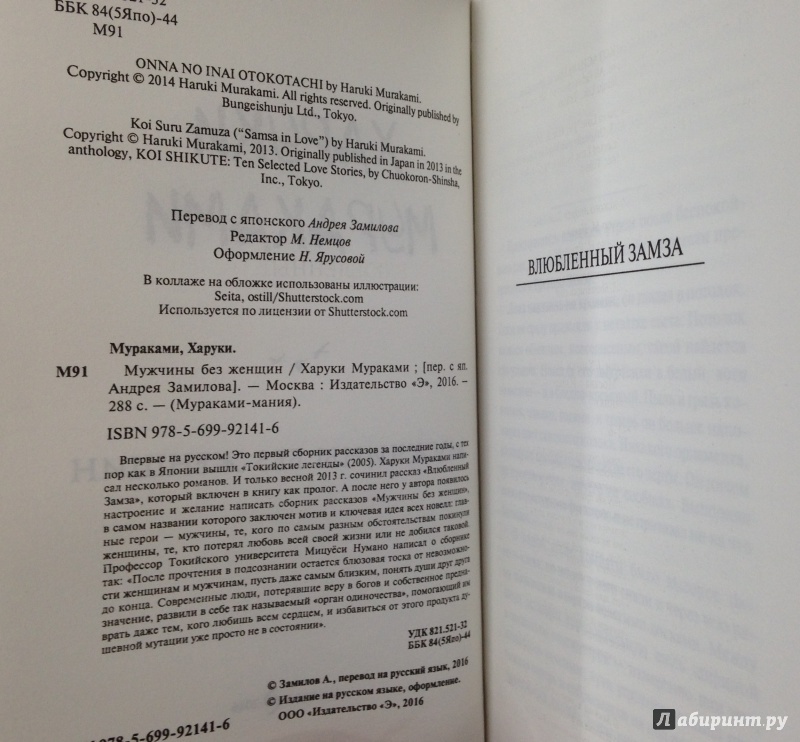 821.521-32
ББК 84(5Япо)-44
М91
ONNA NO INAI OTOKOTACHI by Haruki Murakami.
Copyright © 2014 Haruki Murakami. All rights reserved. Originally published by
Bungeishunju Ltd., Tokyo.
Koi Suru Zamuza ("Samsa in Love") by Haruki Murakami.
Copyright © Haruki Murakami, 2013. Originally published in Japan in 2013 in the
anthology, KOI SHIKUTE: Ten Selected Love Stories, by Chuokoron-Shinsha,
Inc., Tokyo.
Перевод с японского Андрея Замилова
Редактор М. Немцов
Оформление Н. Ярусовой
В коллаже на обложке использованы иллюстрации:
Seita, ostill/Shutterstock.com
Используется по лицензии от Shutterstock.com
Мураками, Харуки.
М91 Мужчины без женщин / Харуки Мураками ; [пер. с яп.
Андрея Замилова]. — Москва : Издательство «Э», 2016. –
288 с. — (Мураками-мания).
ISBN 978-5-699-92141-6
Впервые на русском! Это первый сборник рассказов за последние годы, с тех
пор как в Японии вышли «Токийские легенды» (2005). Харуки Мураками напи-
сал несколько романов. И только весной 2013 г. сочинил рассказ «Влюбленный
Замза», который включен в книгу как пролог. А после него у автора появилось
настроение и желание написать сборник рассказов «Мужчины без женщин»,
в самом названии которого заключен мотив и ключевая идея всех новелл: глав-
ные герои — мужчины, те, кого по самым разным обстоятельствам покинули
женщины, те, кто потерял любовь всей своей жизни или не добился таковой.
Профессор Токийского университета Мицуёси Нумано написал о сборнике
так: «После прочтения в подсознании остается блюзовая тоска от невозможно-
сти женщинам и мужчинам, пусть даже самым близким, понять души друг друга
до конца. Современные люди, потерявшие веру в богов и собственное предна-
значение, развили в себе так называемый «орган одиночества», помогающий им
врать даже тем, кого любишь всем сердцем, и избавиться от этого продукта ду-
шевной мутации уже просто не в состоянии».
УДК 821.521-32
ББК 84(5Япо)-44
© Замилов А., перевод на русский язык, 2016
© Издание на русском языке, оформление.
ООО «Издательство «Э», 2016
978-5-699-92141-6
ВЛЮБЛЕННЫЙ ЗАМЗА
Лабиринт.ру